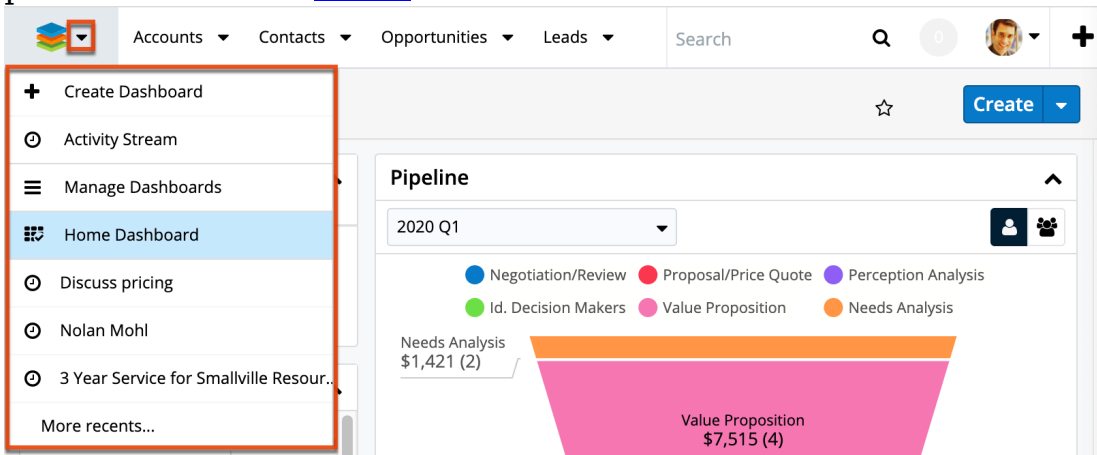 Accounts Contacts Opportunities Leads Search 0
Create Dashboard
Activity Stream
Manage Dashboards
Home Dashboard
Discuss pricing
Nolan Mohl
3 Year Service for Smallville Resour...
More recents...
Create
Pipeline
2020 Q1
Negotiation/Review Proposal/Price Quote Perception Analysis
Id. Decision Makers Value Proposition Needs Analysis
Needs Analysis
$1,421 (2)
Value Proposition
$7,515 (4)